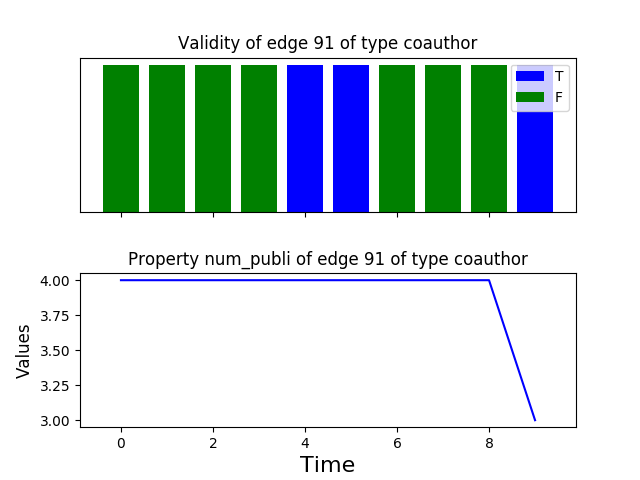 Validity of edge 91 of type coauthor
T
F
Property num_publi of edge 91 of type coauthor
4.00
3.75
3.50
3.25
3.00
Values
0 2 4 6 8
Time